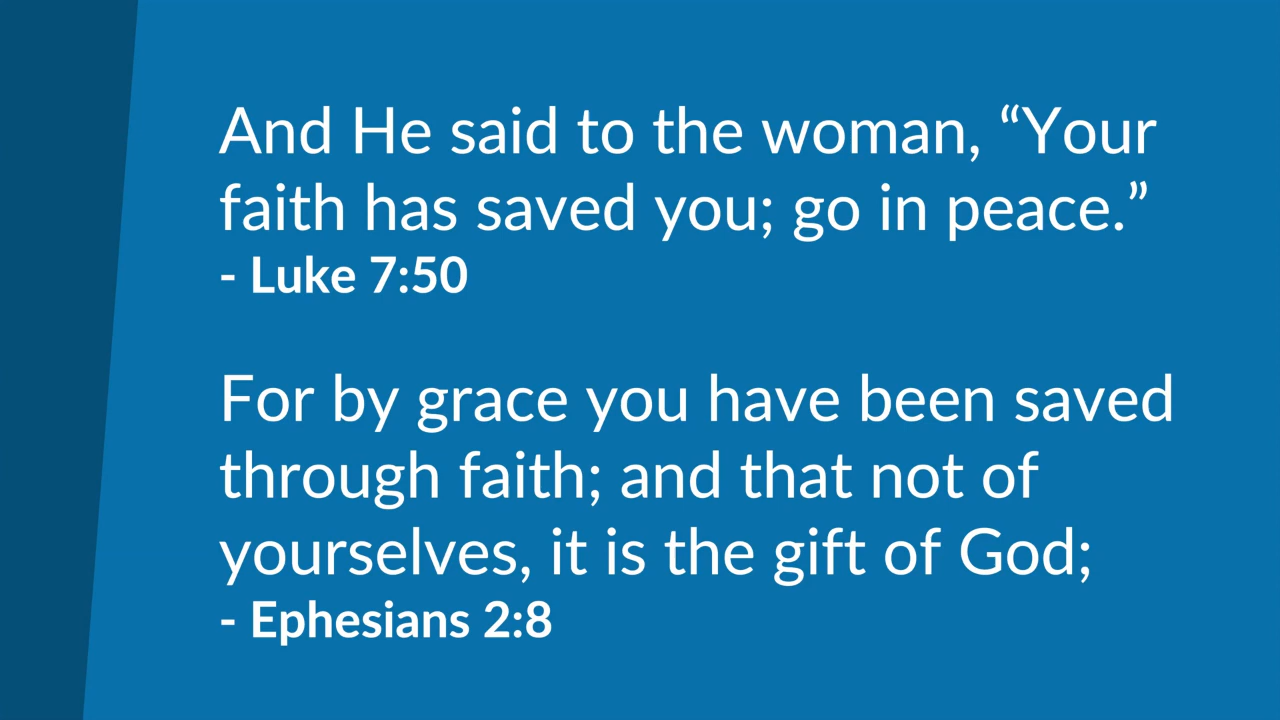 And He said to the woman, “Your
faith has saved you; go in peace.”
- Luke 7:50
For by grace you have been saved
through faith; and that not of
yourselves, it is the gift of God;
- Ephesians 2:8